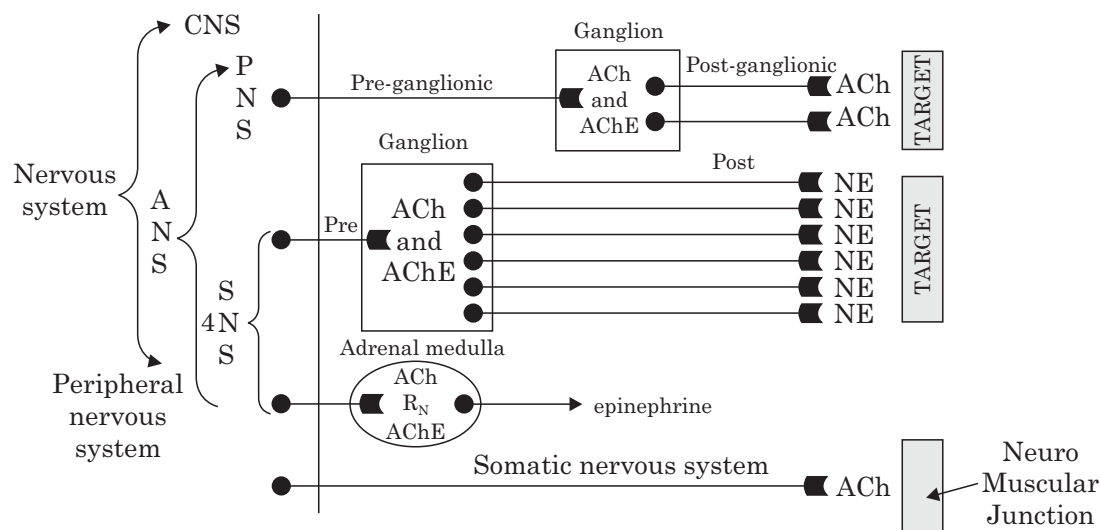 CNS
P
N
S
Pre-ganglionic
Ganglion
ACh
and
AChE
Post-ganglionic
ACh
ACh
TARGET
Nervous
system
A
N
S
Ganglion
Pre
ACh
and
AChE
Post
NE
NE
NE
NE
NE
NE
TARGET
S
4N
S
Adrenal medulla
ACh
R_N
AChE
epinephrine
Peripheral
nervous
system
Somatic nervous system
ACh
Neuro
Muscular
Junction